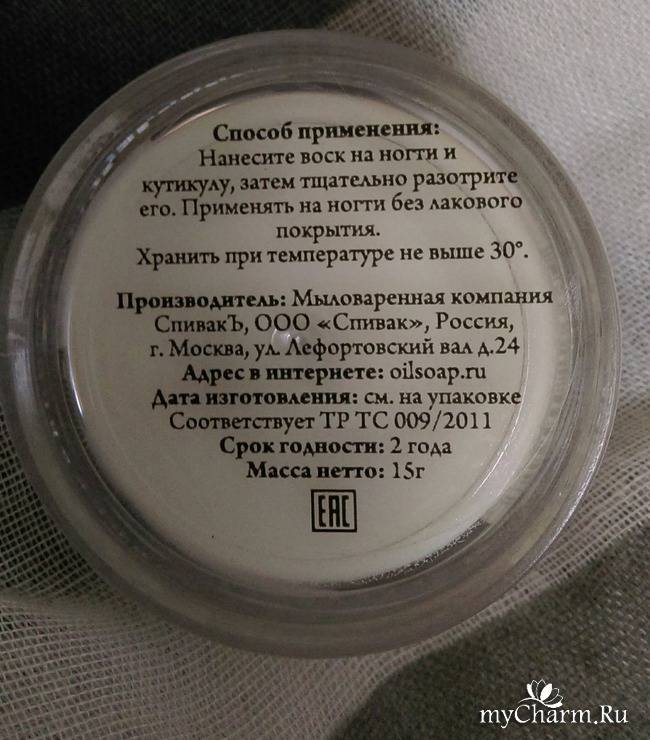 Способ применения:
Нанесите воск на ногти и
кутикулу, затем тщательно разотрите
его. Применять на ногти без лакового
покрытия.
Хранить при температуре не выше 30°.
Производитель: Мыловаренная компания
СпивакЪ, ООО «Спивак», Россия,
г. Москва, ул. Лефортовский вал д.24
Адрес в интернете: oilsoap.ru
Дата изготовления: см. на упаковке
Соответствует ТР ТС 009/2011
Срок годности: 2 года
Масса нетто: 15г
ЕАС
myCharm.Ru